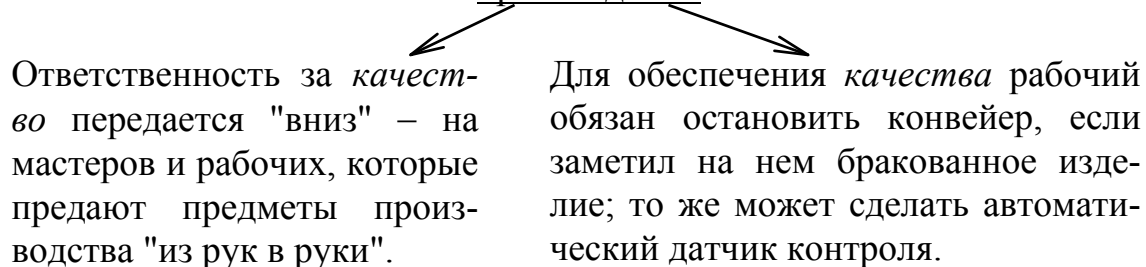 Ответственность за качест-
во передается "вниз" – на
мастеров и рабочих, которые
предают предметы произ-
водства "из рук в руки".
Для обеспечения качества рабочий
обязан остановить конвейер, если
заметил на нем бракованное изде-
лие; то же может сделать автомати-
ческий датчик контроля.